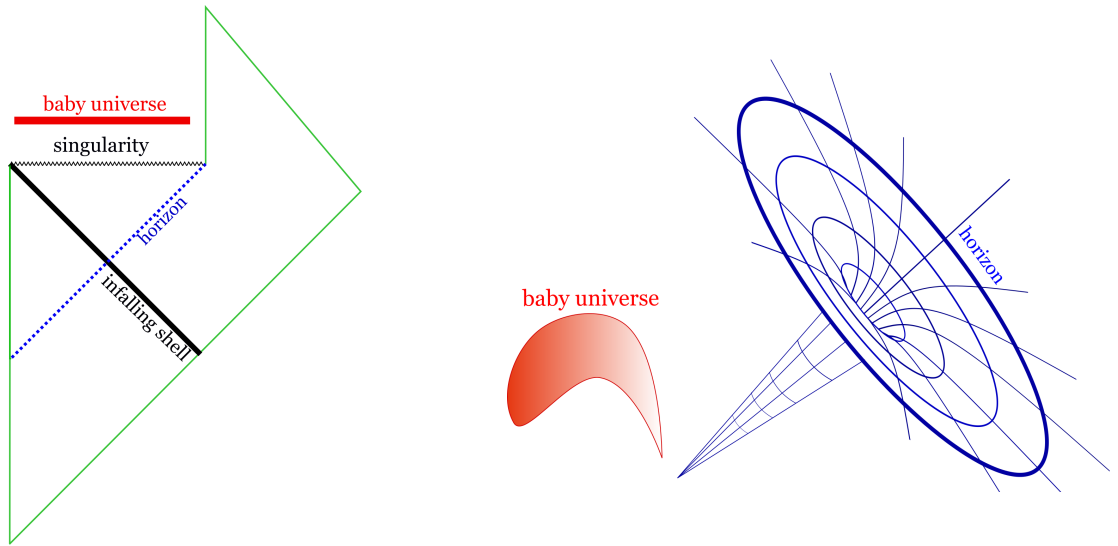 baby universe
singularity
horizon
infalling shell
baby universe
horizon